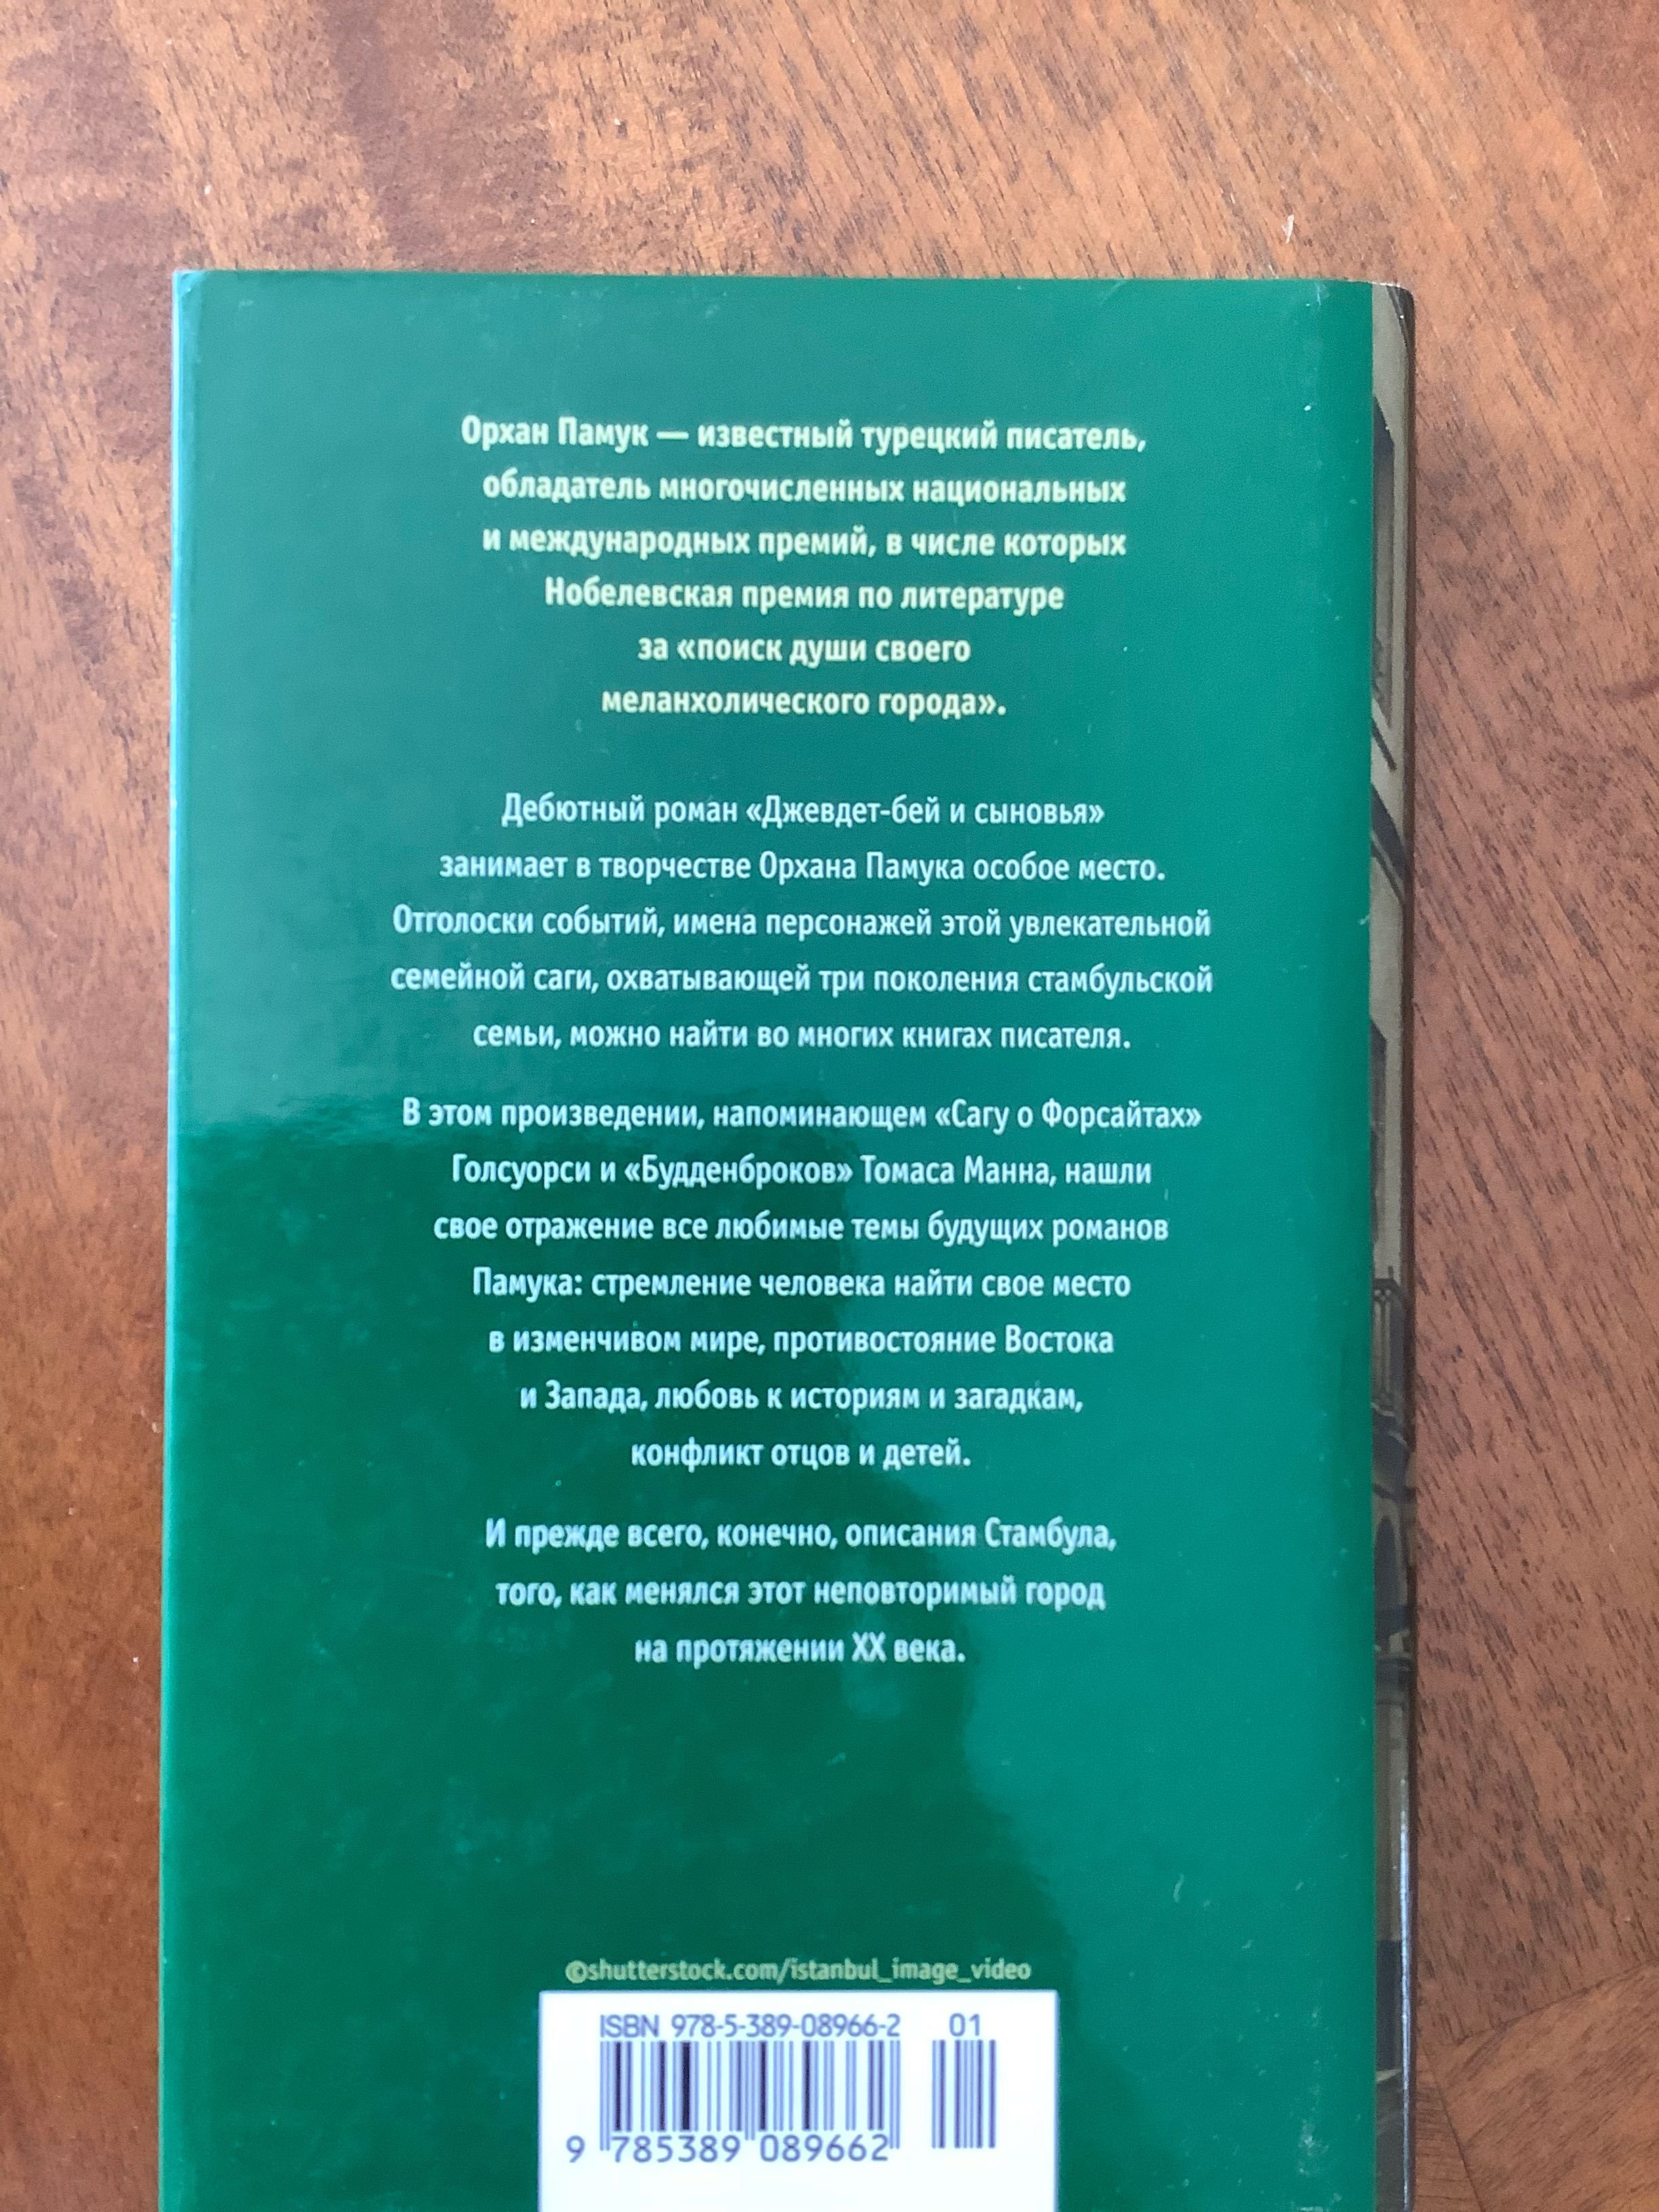 Орхан Памук — известный турецкий писатель,
обладатель многочисленных национальных
и международных премий, в числе которых
Нобелевская премия по литературе
за «поиск души своего
меланхолического города».
Дебютный роман «Джевдет-бей и сыновья»
занимает в творчестве Орхана Памука особое место.
Отголоски событий, имена персонажей этой увлекательной
семейной саги, охватывающей три поколения стамбульской
семьи, можно найти во многих книгах писателя.
В этом произведении, напоминающем «Сагу о Форсайтах»
Голсуорси и «Будденброков» Томаса Манна, нашли
свое отражение все любимые темы будущих романов
Памука: стремление человека найти свое место
в изменчивом мире, противостояние Востока
и Запада, любовь к историям и загадкам,
конфликт отцов и детей.
И прежде всего, конечно, описания Стамбула,
того, как менялся этот неповторимый город
на протяжении XX века.
©shutterstock.com/istanbul_image_video
ISBN 978-5-389-08966-2 01
9 785389 089662